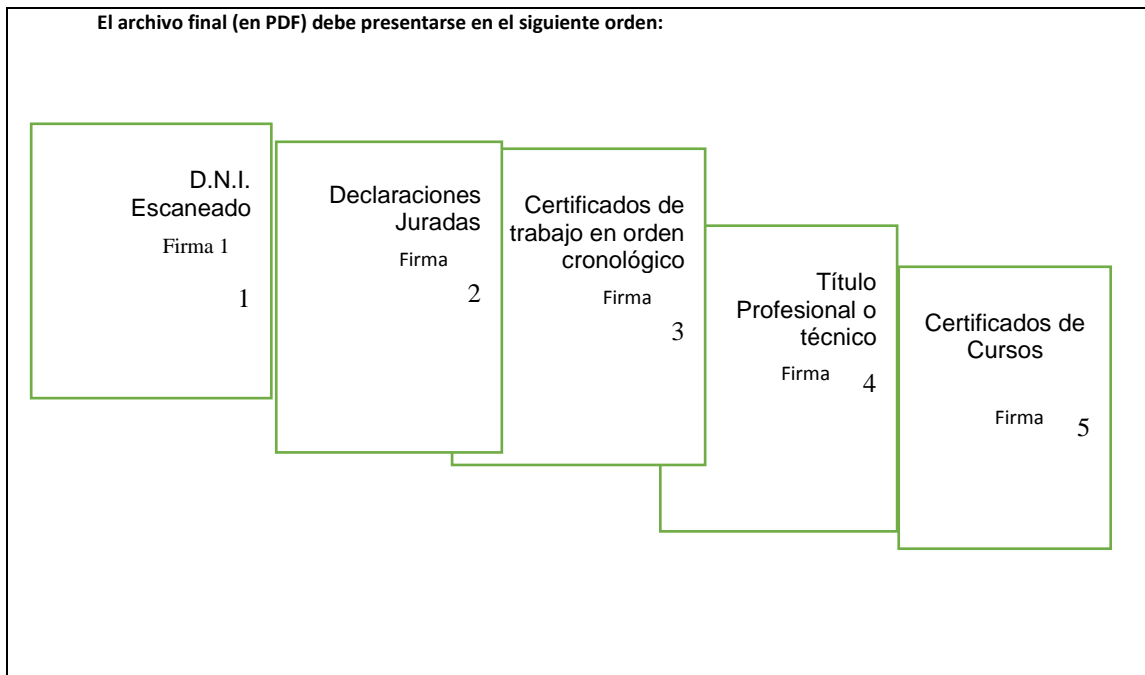 El archivo final (en PDF) debe presentarse en el siguiente orden:
D.N.I.
Escaneado
Firma 1
1
Declaraciones
Juradas
Firma
2
Certificados de
trabajo en orden
cronológico
Firma
3
Título
Profesional o
técnico
Firma
4
Certificados de
Cursos
Firma
5